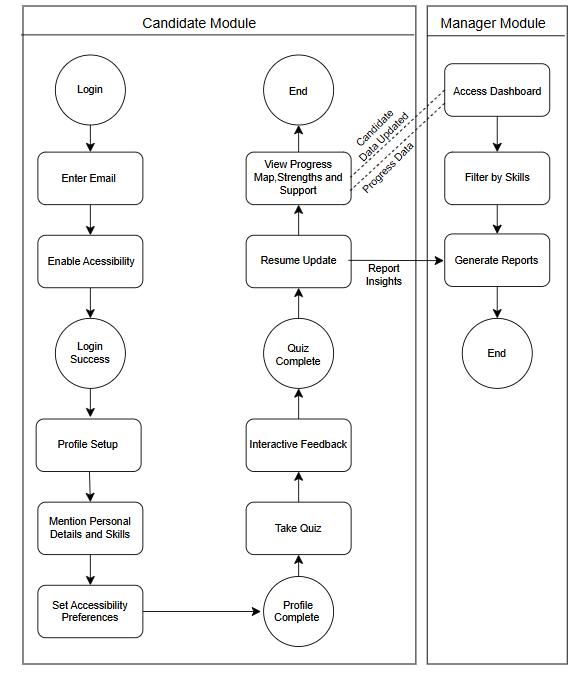 Candidate Module
Login
Enter Email
Enable Acessibility
Login
Success
Profile Setup
Mention Personal
Details and Skills
Set Accessibility
Preferences
Profile
Complete
Take Quiz
Interactive Feedback
Quiz
Complete
Resume Update
View Progress
Map,Strengths and
Support
End
Candidate
Data Updated
Progress Data
Report
Insights
Manager Module
Access Dashboard
Filter by Skills
Generate Reports
End